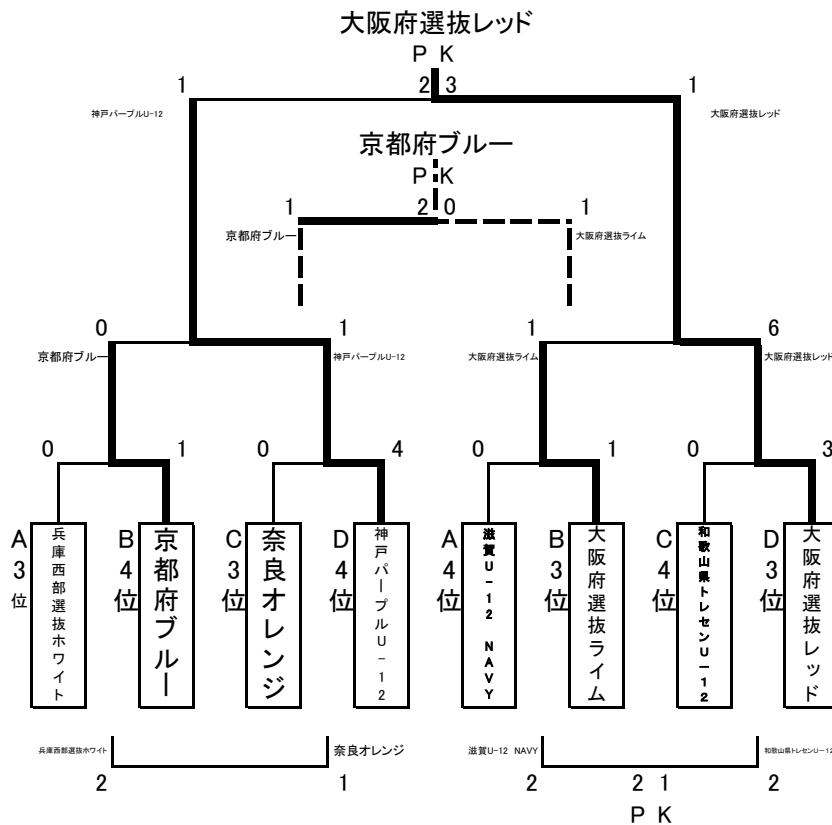 大阪府選抜レッド
P K
1 2 3 1
神戸パープルU-12 大阪府選抜レッド
京都府ブルー
P K
1 2 0 1
京都府ブルー 大阪府選抜ライム
0 1 1 6
京都府ブルー 神戸パープルU-12 大阪府選抜ライム 大阪府選抜レッド
0 1 0 4 0 1 0 3
A3位 兵庫西部選抜ホワイト
B4位 京都府ブルー
C3位 奈良オレンジ
D4位 神戸パープルU-12
A4位 滋賀U-12 NAVY
B3位 大阪府選抜ライム
C4位 和歌山県トレセンU-12
D3位 大阪府選抜レッド
兵庫西部選抜ホワイト 奈良オレンジ 滋賀U-12 NAVY 和歌山県トレセンU-12
2 1 2 2 1 2
P K